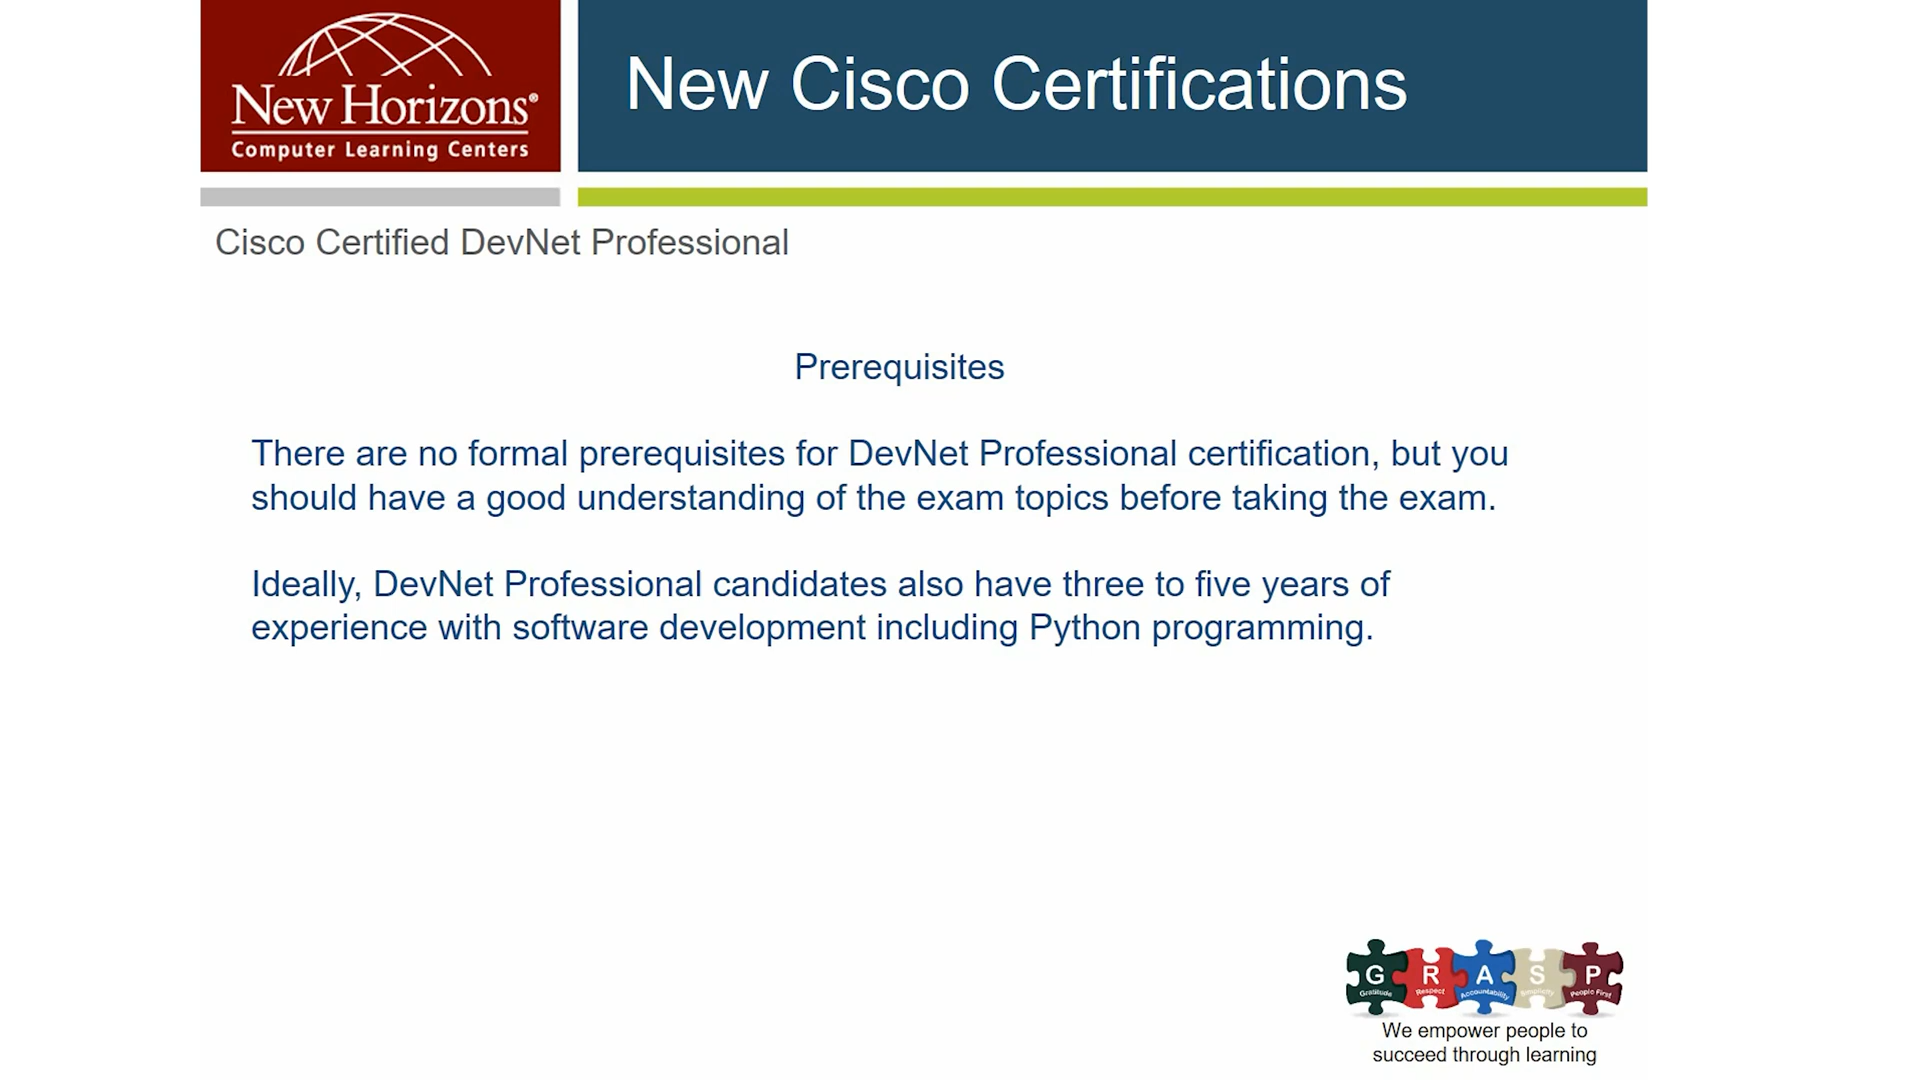 New Horizons®
Computer Learning Centers
New Cisco Certifications
Cisco Certified DevNet Professional
Prerequisites
There are no formal prerequisites for DevNet Professional certification, but you
should have a good understanding of the exam topics before taking the exam.
Ideally, DevNet Professional candidates also have three to five years of
experience with software development including Python programming.
G R A S P
Gratitude Respect Accountability Simplicity People First
We empower people to
succeed through learning